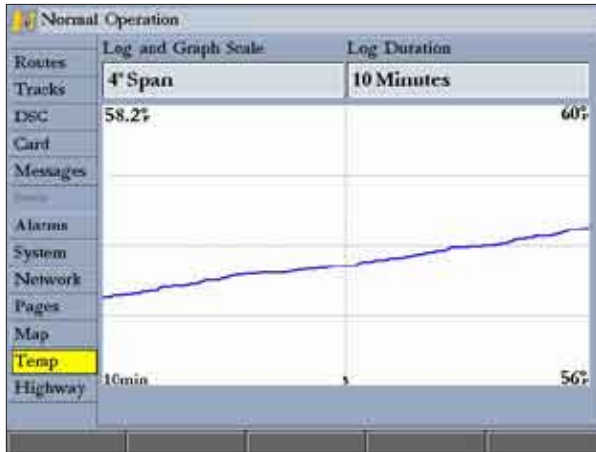 Normal Operation
Routes
Tracks
DSC
Card
Messages
Alarms
System
Network
Pages
Map
Temp
Highway
Log and Graph Scale
Log Duration
4° Span
10 Minutes
58.2°F
60°F
10min
5
56°F